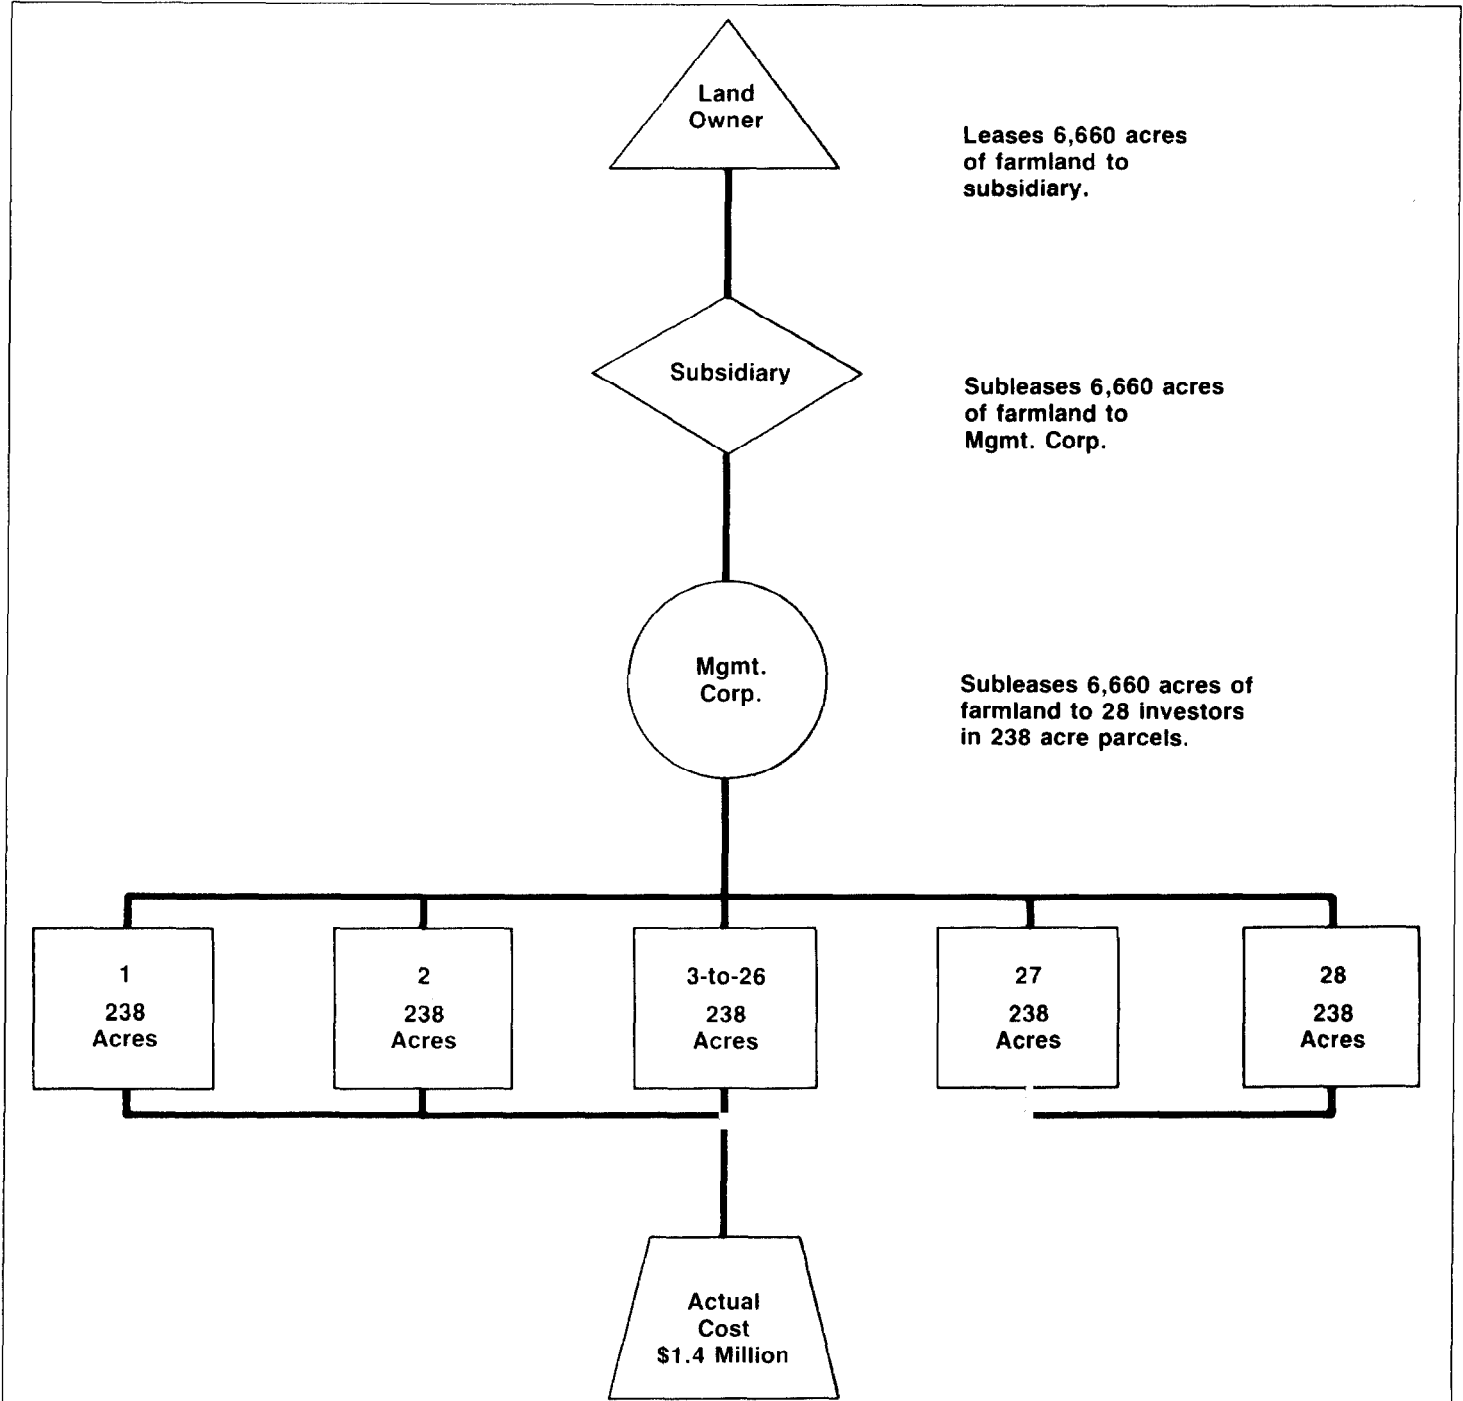 Land
Owner
Leases 6,660 acres
of farmland to
subsidiary.
Subsidiary
Subleases 6,660 acres
of farmland to
Mgmt. Corp.
Mgmt.
Corp.
Subleases 6,660 acres of
farmland to 28 investors
in 238 acre parcels.
1
238
Acres
2
238
Acres
3-to-26
238
Acres
27
238
Acres
28
238
Acres
Actual
Cost
$1.4 Million